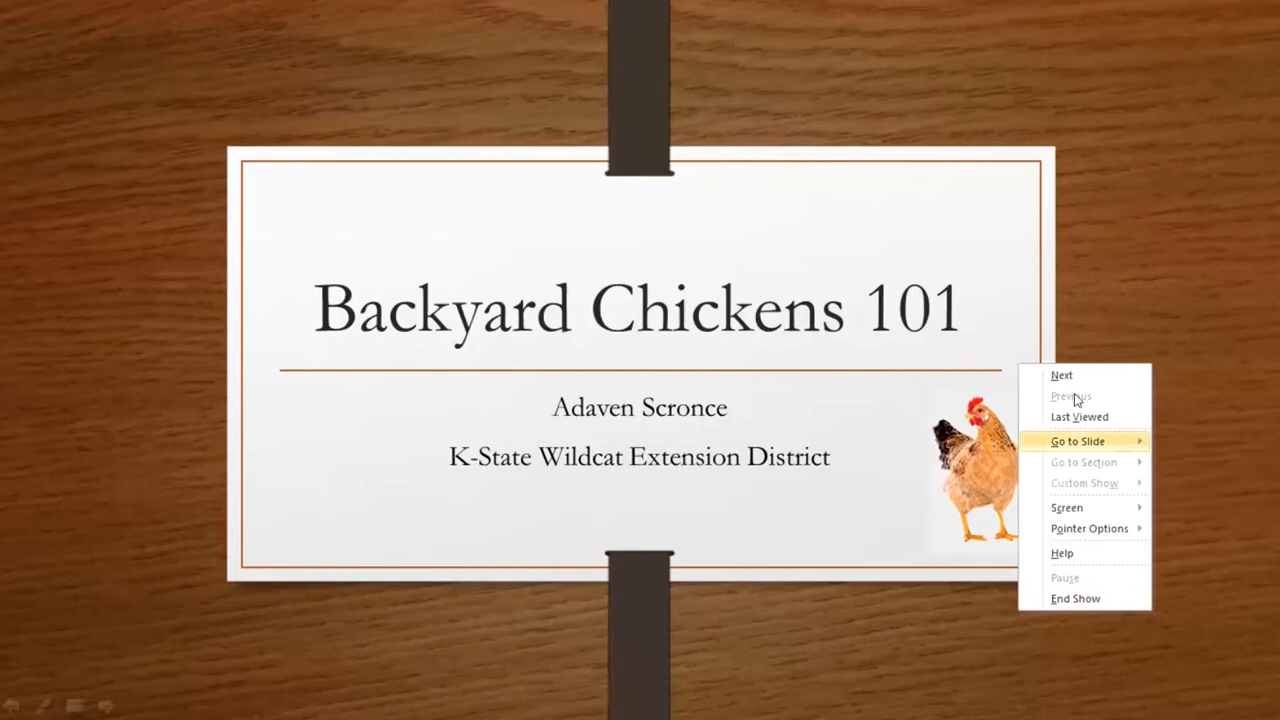 Backyard Chickens 101
Adaven Scronce
K-State Wildcat Extension District
Next
Previous
Last Viewed
Go to Slide
Go to Section
Custom Show
Screen
Pointer Options
Help
Pause
End Show